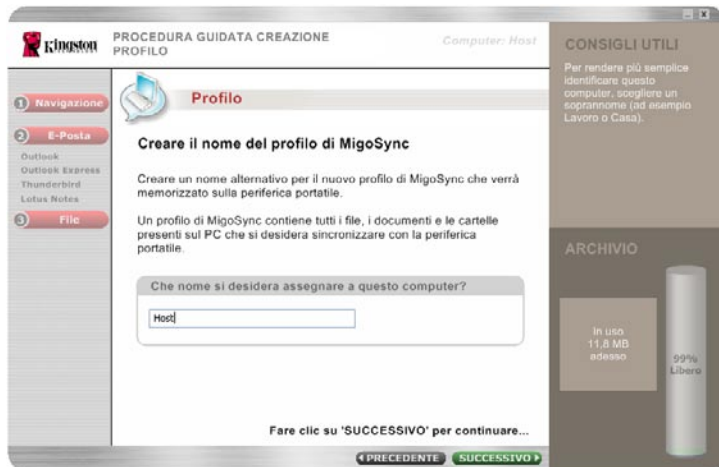 Kingston
PROCEDURA GUIDATA CREAZIONE
PROFILO
Computer: Host
1 Navigazione
2 E-Posta
Outlook
Outlook Express
Thunderbird
Lotus Notes
3 File
Profilo
Creare il nome del profilo di MigoSync
Creare un nome alternativo per il nuovo profilo di MigoSync che verrà
memorizzato sulla periferica portatile.
Un profilo di MigoSync contiene tutti i file, i documenti e le cartelle
presenti sul PC che si desidera sincronizzare con la periferica
portatile.
Che nome si desidera assegnare a questo computer?
Host
Fare clic su 'SUCCESSIVO' per continuare...
PRECEDENTE
SUCCESSIVO
CONSIGLI UTILI
Per rendere più semplice
identificare questo
computer, scegliere un
soprannome (ad esempio
Lavoro o Casa).
ARCHIVIO
In uso
11,8 MB
adesso
99%
Libero